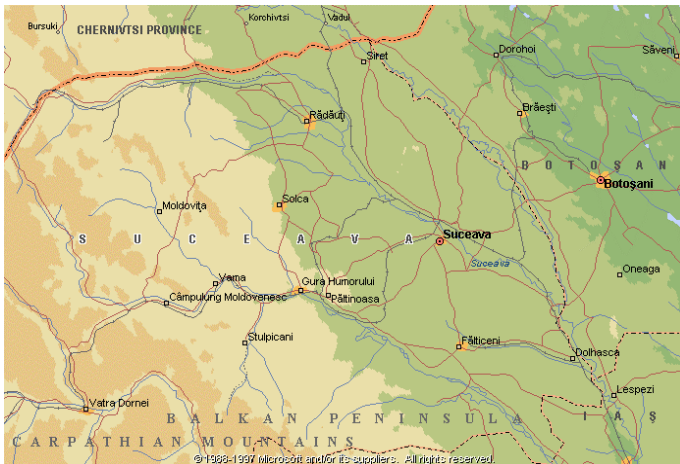 Bursuki
CHERNIVTSI PROVINCE
Korchivtsi
Vadul
Siret
Dorohoi
Săveni
Rădăuţi
Brăeşti
BOTOŞAN
Botoşani
Moldoviţa
Solca
SUCEAVA
Suceava
Suceava
Oneaga
Vama
Câmpulung Moldovenesc
Gura Humorului
Păltinoasa
Stulpicani
Fălticeni
Dolhasca
Vatra Dornei
Lespezi
BALKAN PENINSULA
IAŞ
CARPATHIAN MOUNTAINS
©1988-1997 Microsoft and/or its suppliers. All rights reserved.